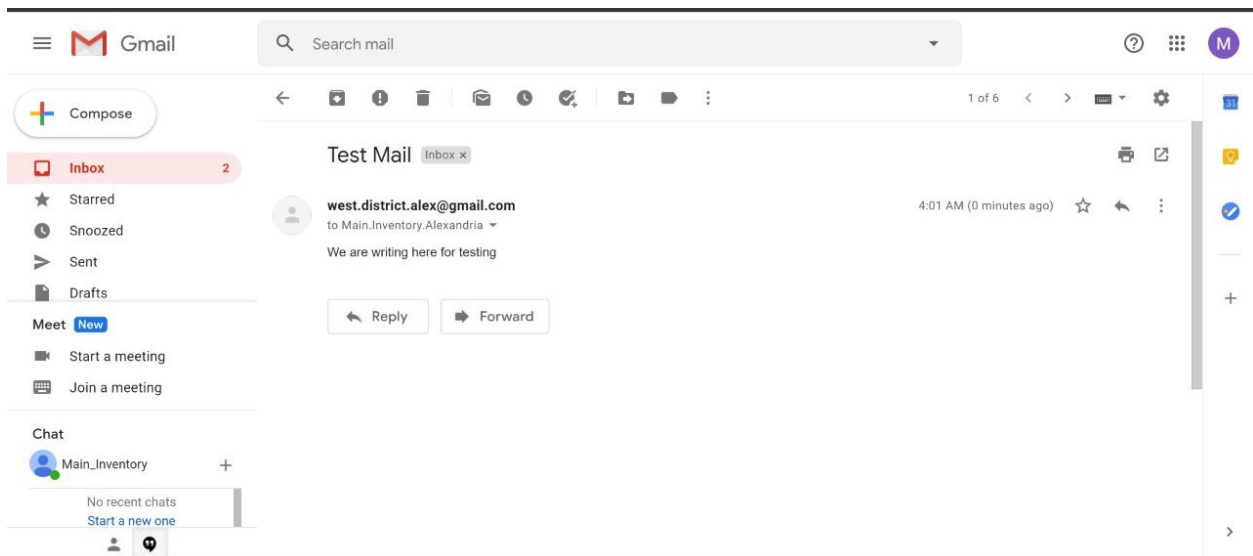 Gmail
Search mail
M
Compose
1 of 6
31
Test Mail Inbox x
Inbox 2
Starred
Snoozed
Sent
Drafts
west.district.alex@gmail.com 4:01 AM (0 minutes ago)
to Main.Inventory.Alexandria
We are writing here for testing
Reply Forward
Meet New
Start a meeting
Join a meeting
Chat
Main_Inventory
No recent chats
Start a new one